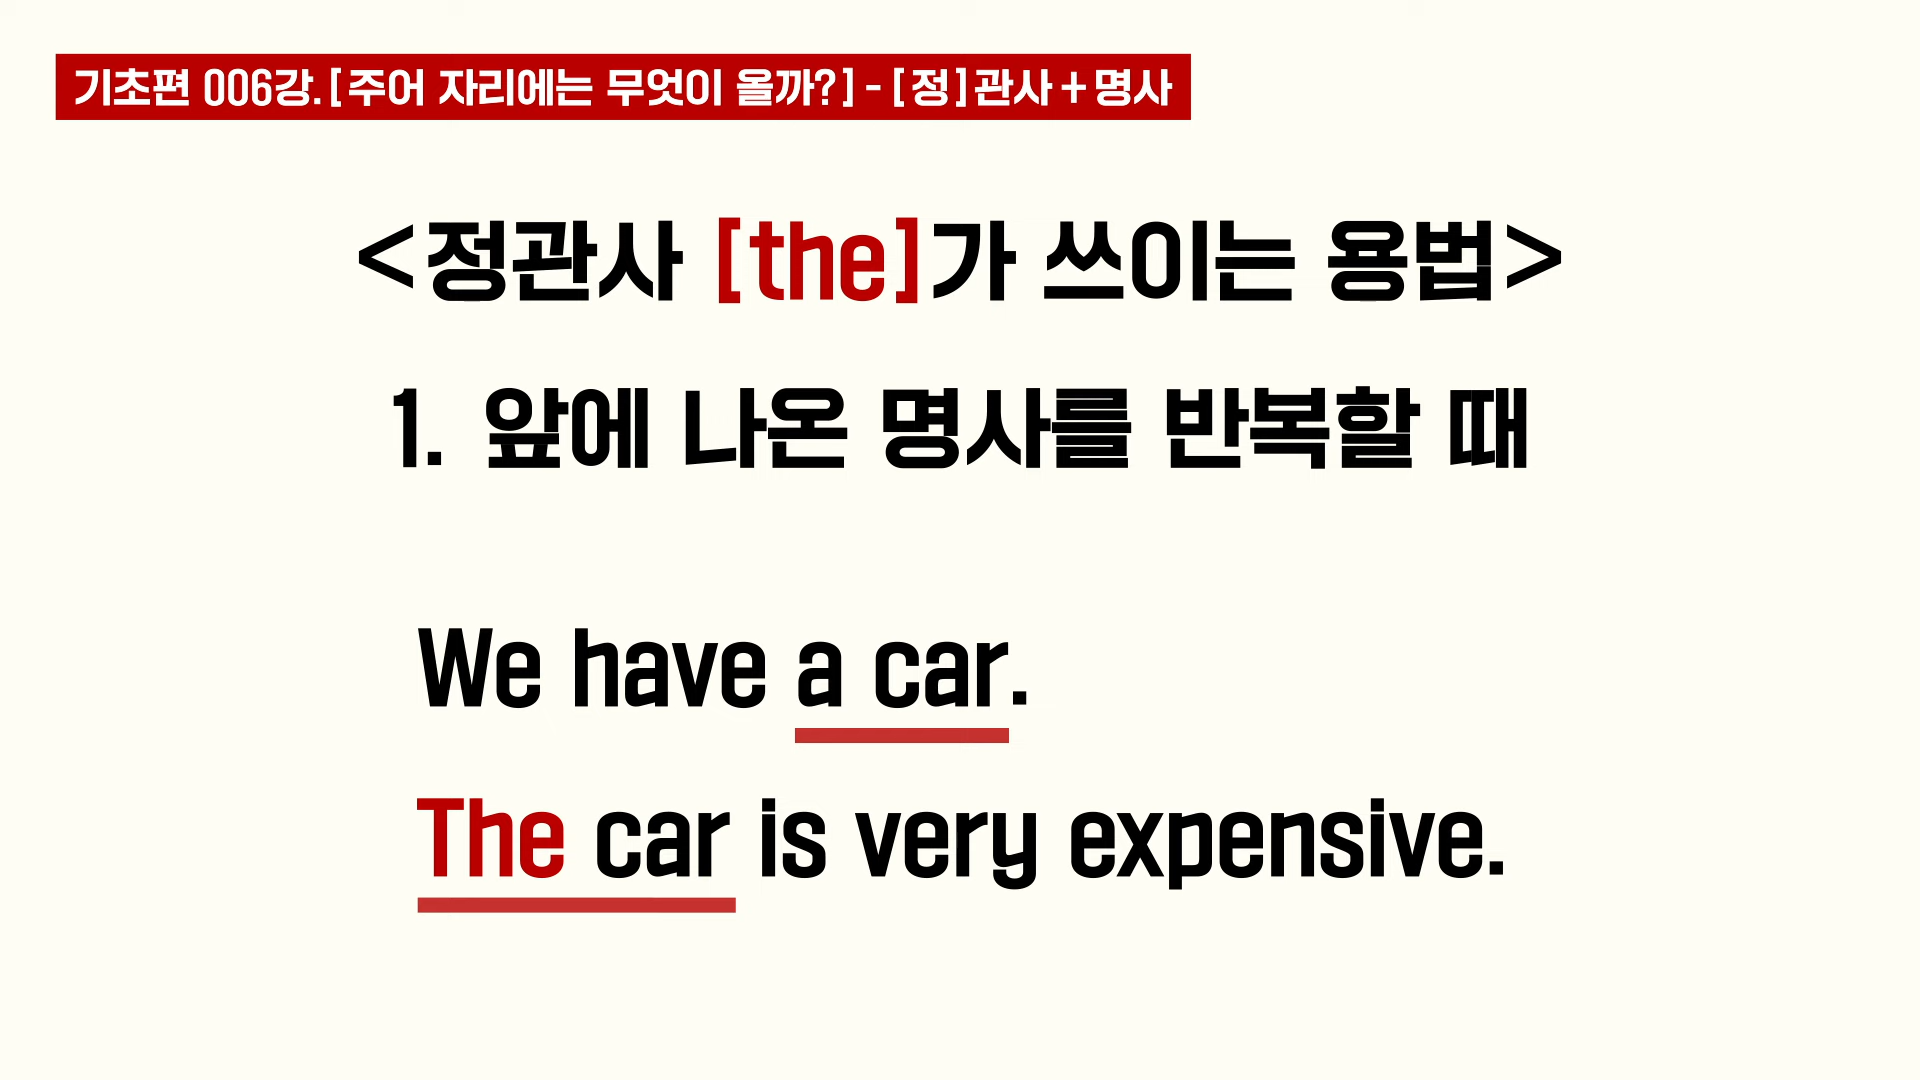 기초편 006강.[주어 자리에는 무엇이 올까?] - [정]관사 + 명사
<정관사 [the]가 쓰이는 용법>
1. 앞에 나온 명사를 반복할 때
We have a car.
The car is very expensive.